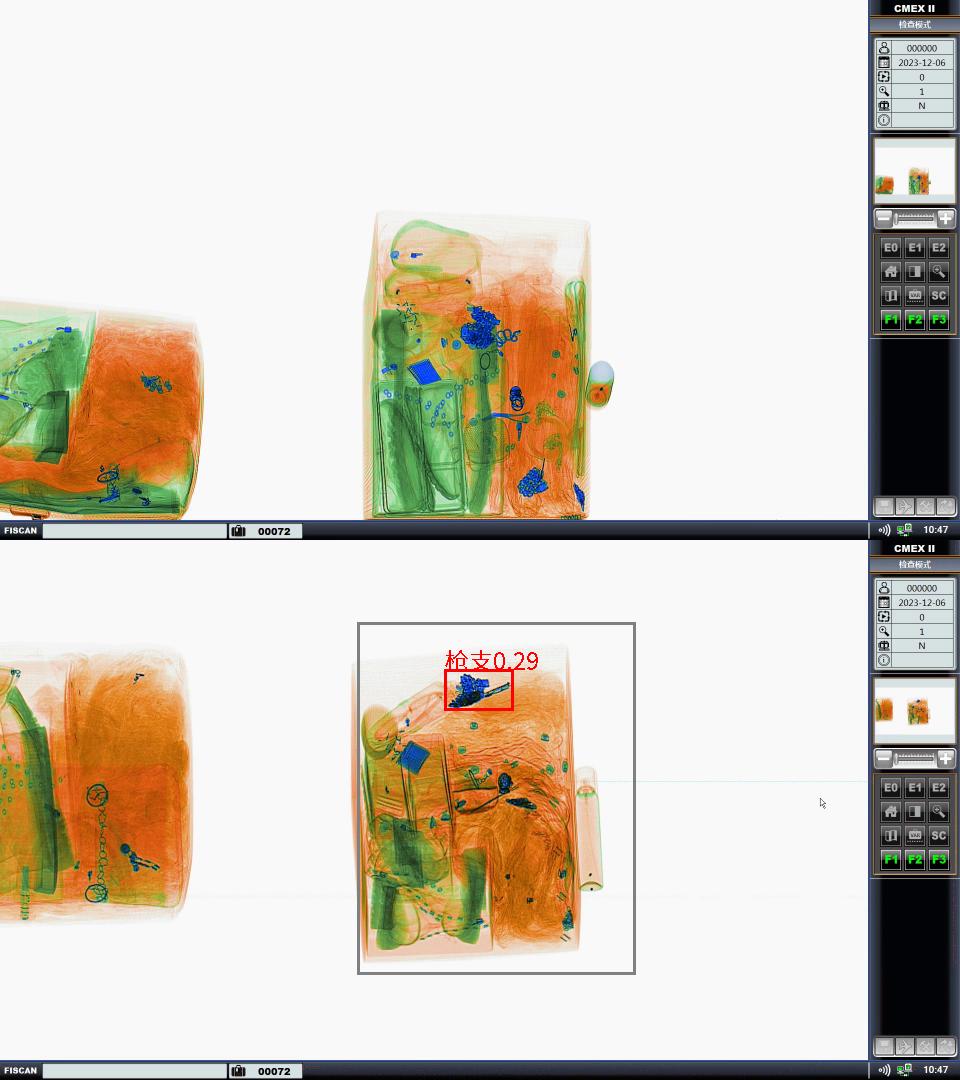 CMEX II
检查模式
000000
2023-12-06
0
1
N
E0 E1 E2
VAR SC
F1 F2 F3
FISCAN 00072 10:47
CMEX II
检查模式
000000
2023-12-06
0
1
N
枪支0.29
E0 E1 E2
VAR SC
F1 F2 F3
FISCAN 00072 10:47